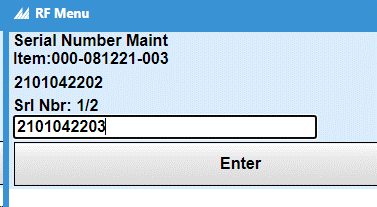 RF Menu
Serial Number Maint
Item:000-081221-003
2101042202
Srl Nbr: 1/2
2101042203
Enter